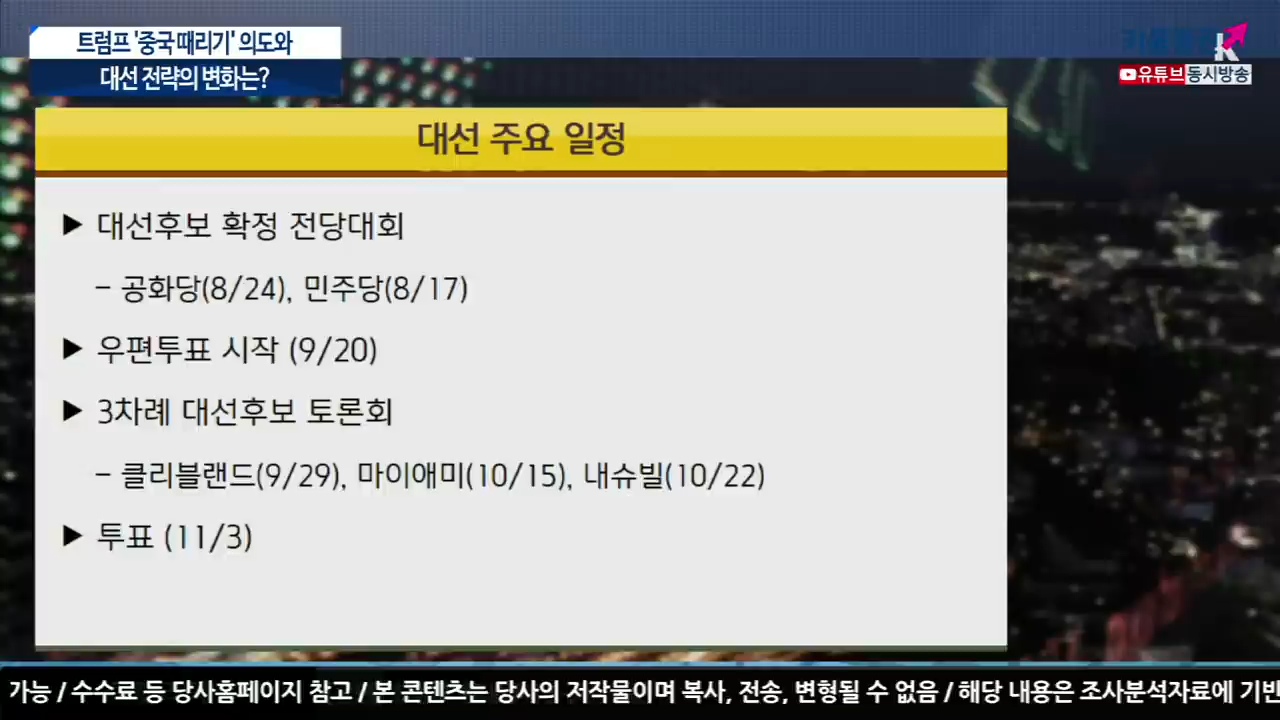 트럼프 '중국 때리기' 의도와
대선 전략의 변화는?
K
유튜브 동시방송
대선 주요 일정
▶ 대선후보 확정 전당대회
- 공화당(8/24), 민주당(8/17)
▶ 우편투표 시작 (9/20)
▶ 3차례 대선후보 토론회
- 클리블랜드(9/29), 마이애미(10/15), 내슈빌(10/22)
▶ 투표 (11/3)
가능 / 수수료 등 당사홈페이지 참고 / 본 콘텐츠는 당사의 저작물이며 복사, 전송, 변형될 수 없음 / 해당 내용은 조사분석자료에 기반